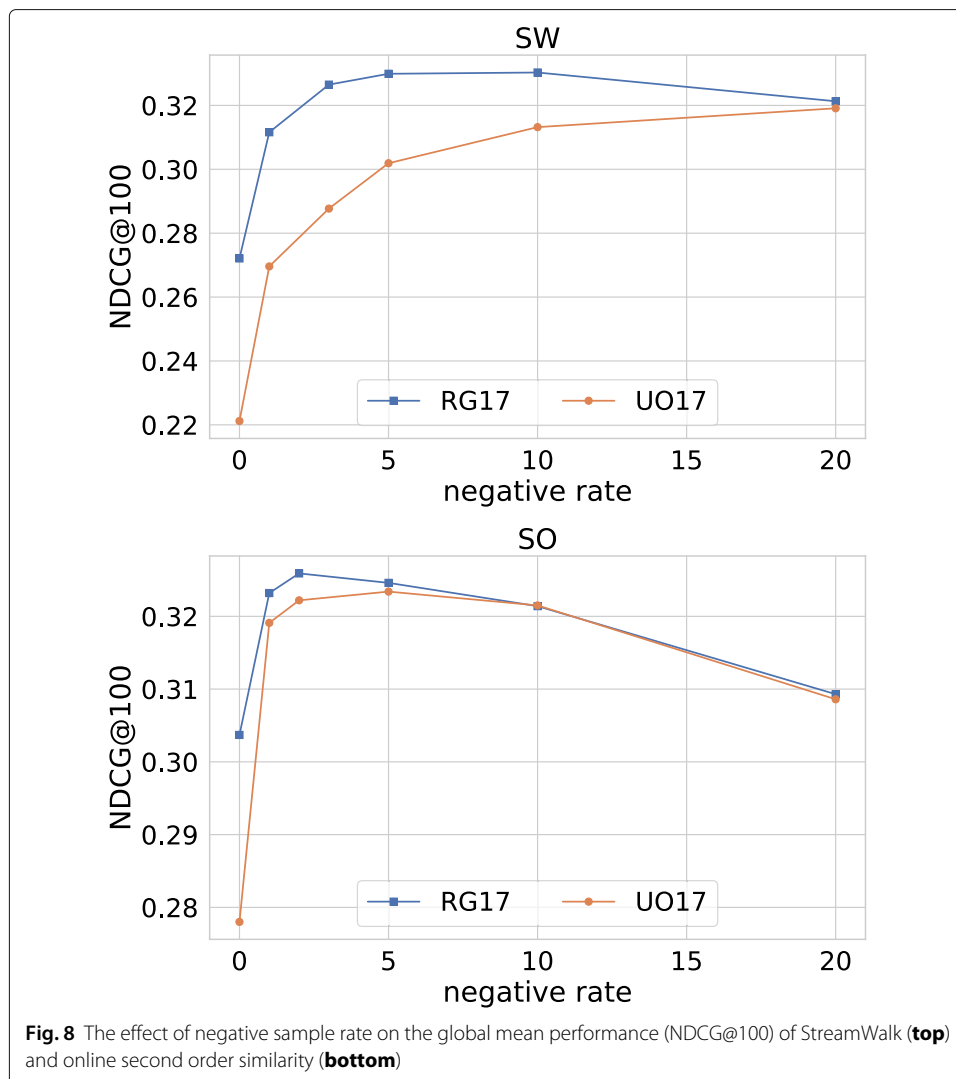 SW
NDCG@100
0.32
0.30
0.28
0.26
0.24
0.22
RG17 UO17
0 5 10 15 20
negative rate
SO
NDCG@100
0.32
0.31
0.30
0.29
0.28
RG17 UO17
0 5 10 15 20
negative rate
Fig. 8 The effect of negative sample rate on the global mean performance (NDCG@100) of StreamWalk (top)
and online second order similarity (bottom)